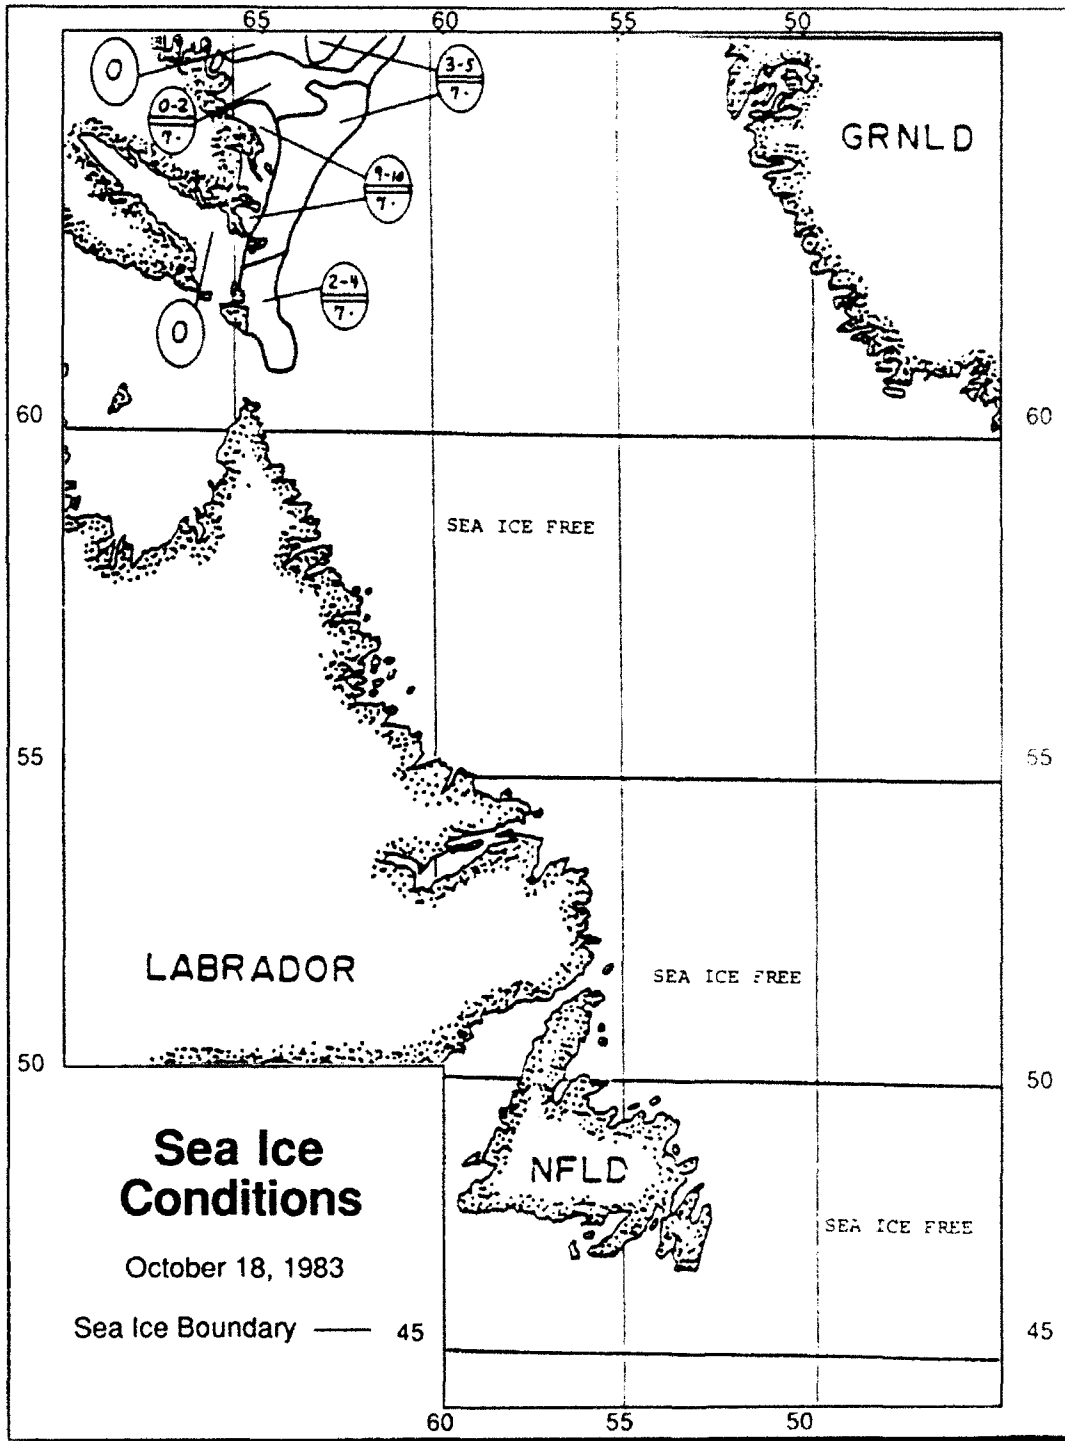 65 60 55 50
0
3-5
7.
0-2
7.
9-10
7.
GRNLD
2-4
7.
0
60 60
SEA ICE FREE
55 55
LABRADOR
SEA ICE FREE
50 50
Sea Ice
Conditions
October 18, 1983
Sea Ice Boundary — 45
NFLD
SEA ICE FREE
45
60 55 50